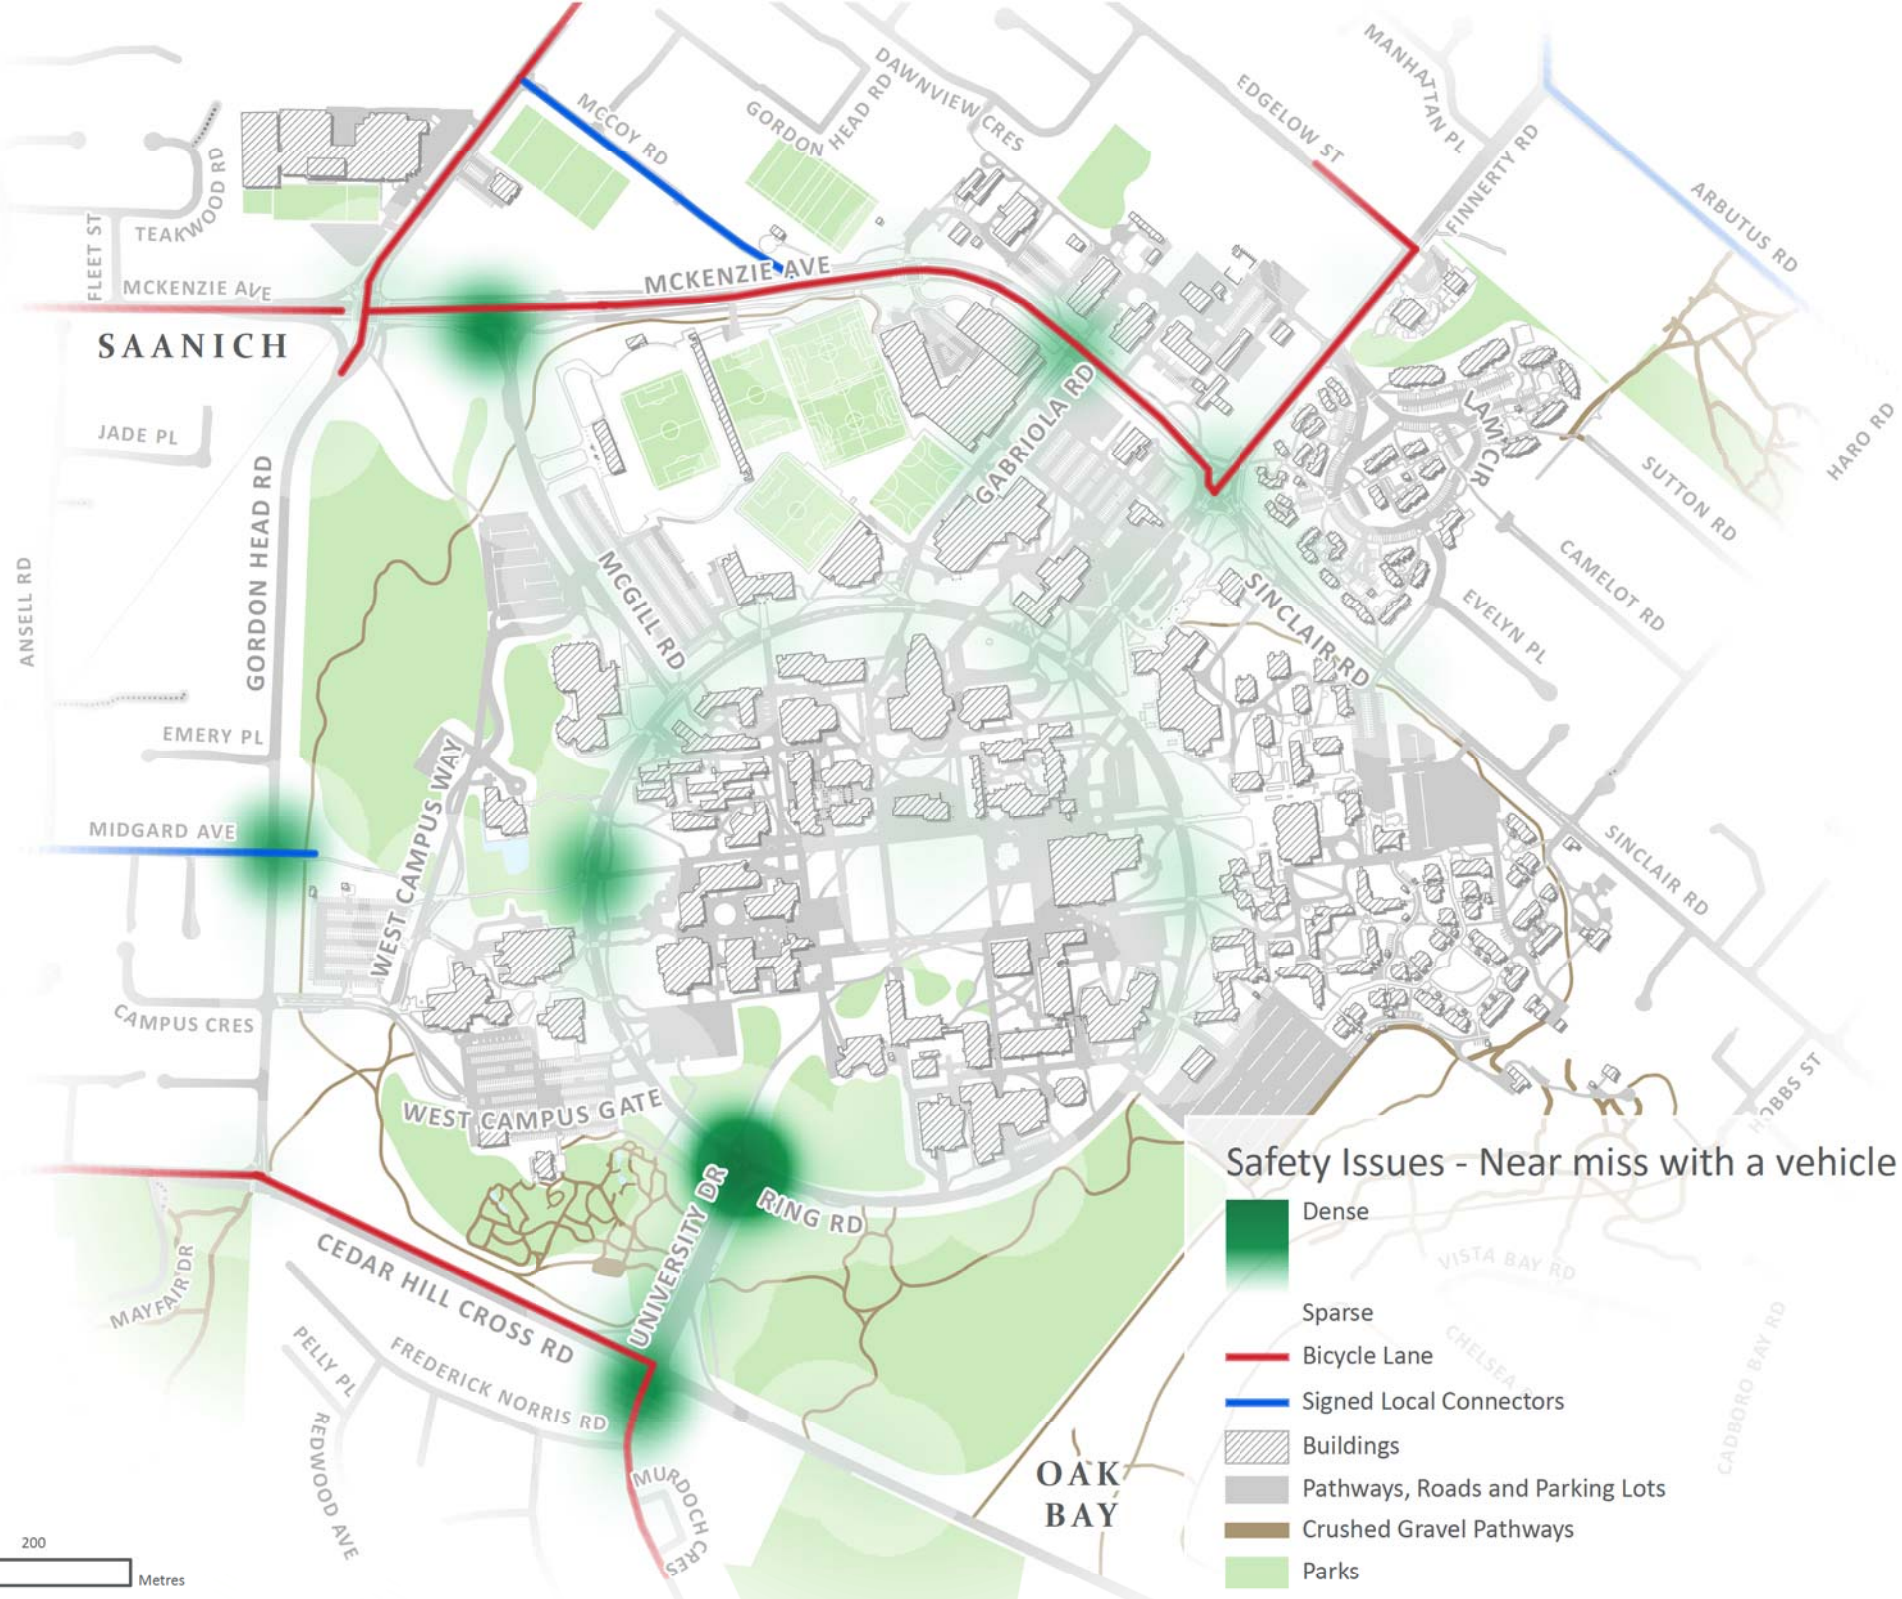 MANHATTAN PL
DAWNVIEW CRES
EDGELOW ST
MCCOY RD
GORDON HEAD RD
FINNERTY RD
ARBUTUS RD
TEAKWOOD RD
FLEET ST
MCKENZIE AVE
MCKENZIE AVE
SAANICH
JADE PL
GABRIOLA RD
LAM CIR
HARO RD
SUTTON RD
GORDON HEAD RD
ANSELL RD
MCGILL RD
SINCLAIR RD
CAMELOT RD
EVELYN PL
EMERY PL
WEST CAMPUS WAY
MIDGARD AVE
SINCLAIR RD
CAMPUS CRES
HOBBS ST
WEST CAMPUS GATE
UNIVERSITY DR
RING RD
MAYFAIR DR
CEDAR HILL CROSS RD
PELLY PL
FREDERICK NORRIS RD
REDWOOD AVE
MURDOCH CRES
OAK
BAY
VISTA BAY RD
CHELSEA
CADBORO BAY RD
200
Metres
Safety Issues - Near miss with a vehicle
Dense
Sparse
Bicycle Lane
Signed Local Connectors
Buildings
Pathways, Roads and Parking Lots
Crushed Gravel Pathways
Parks